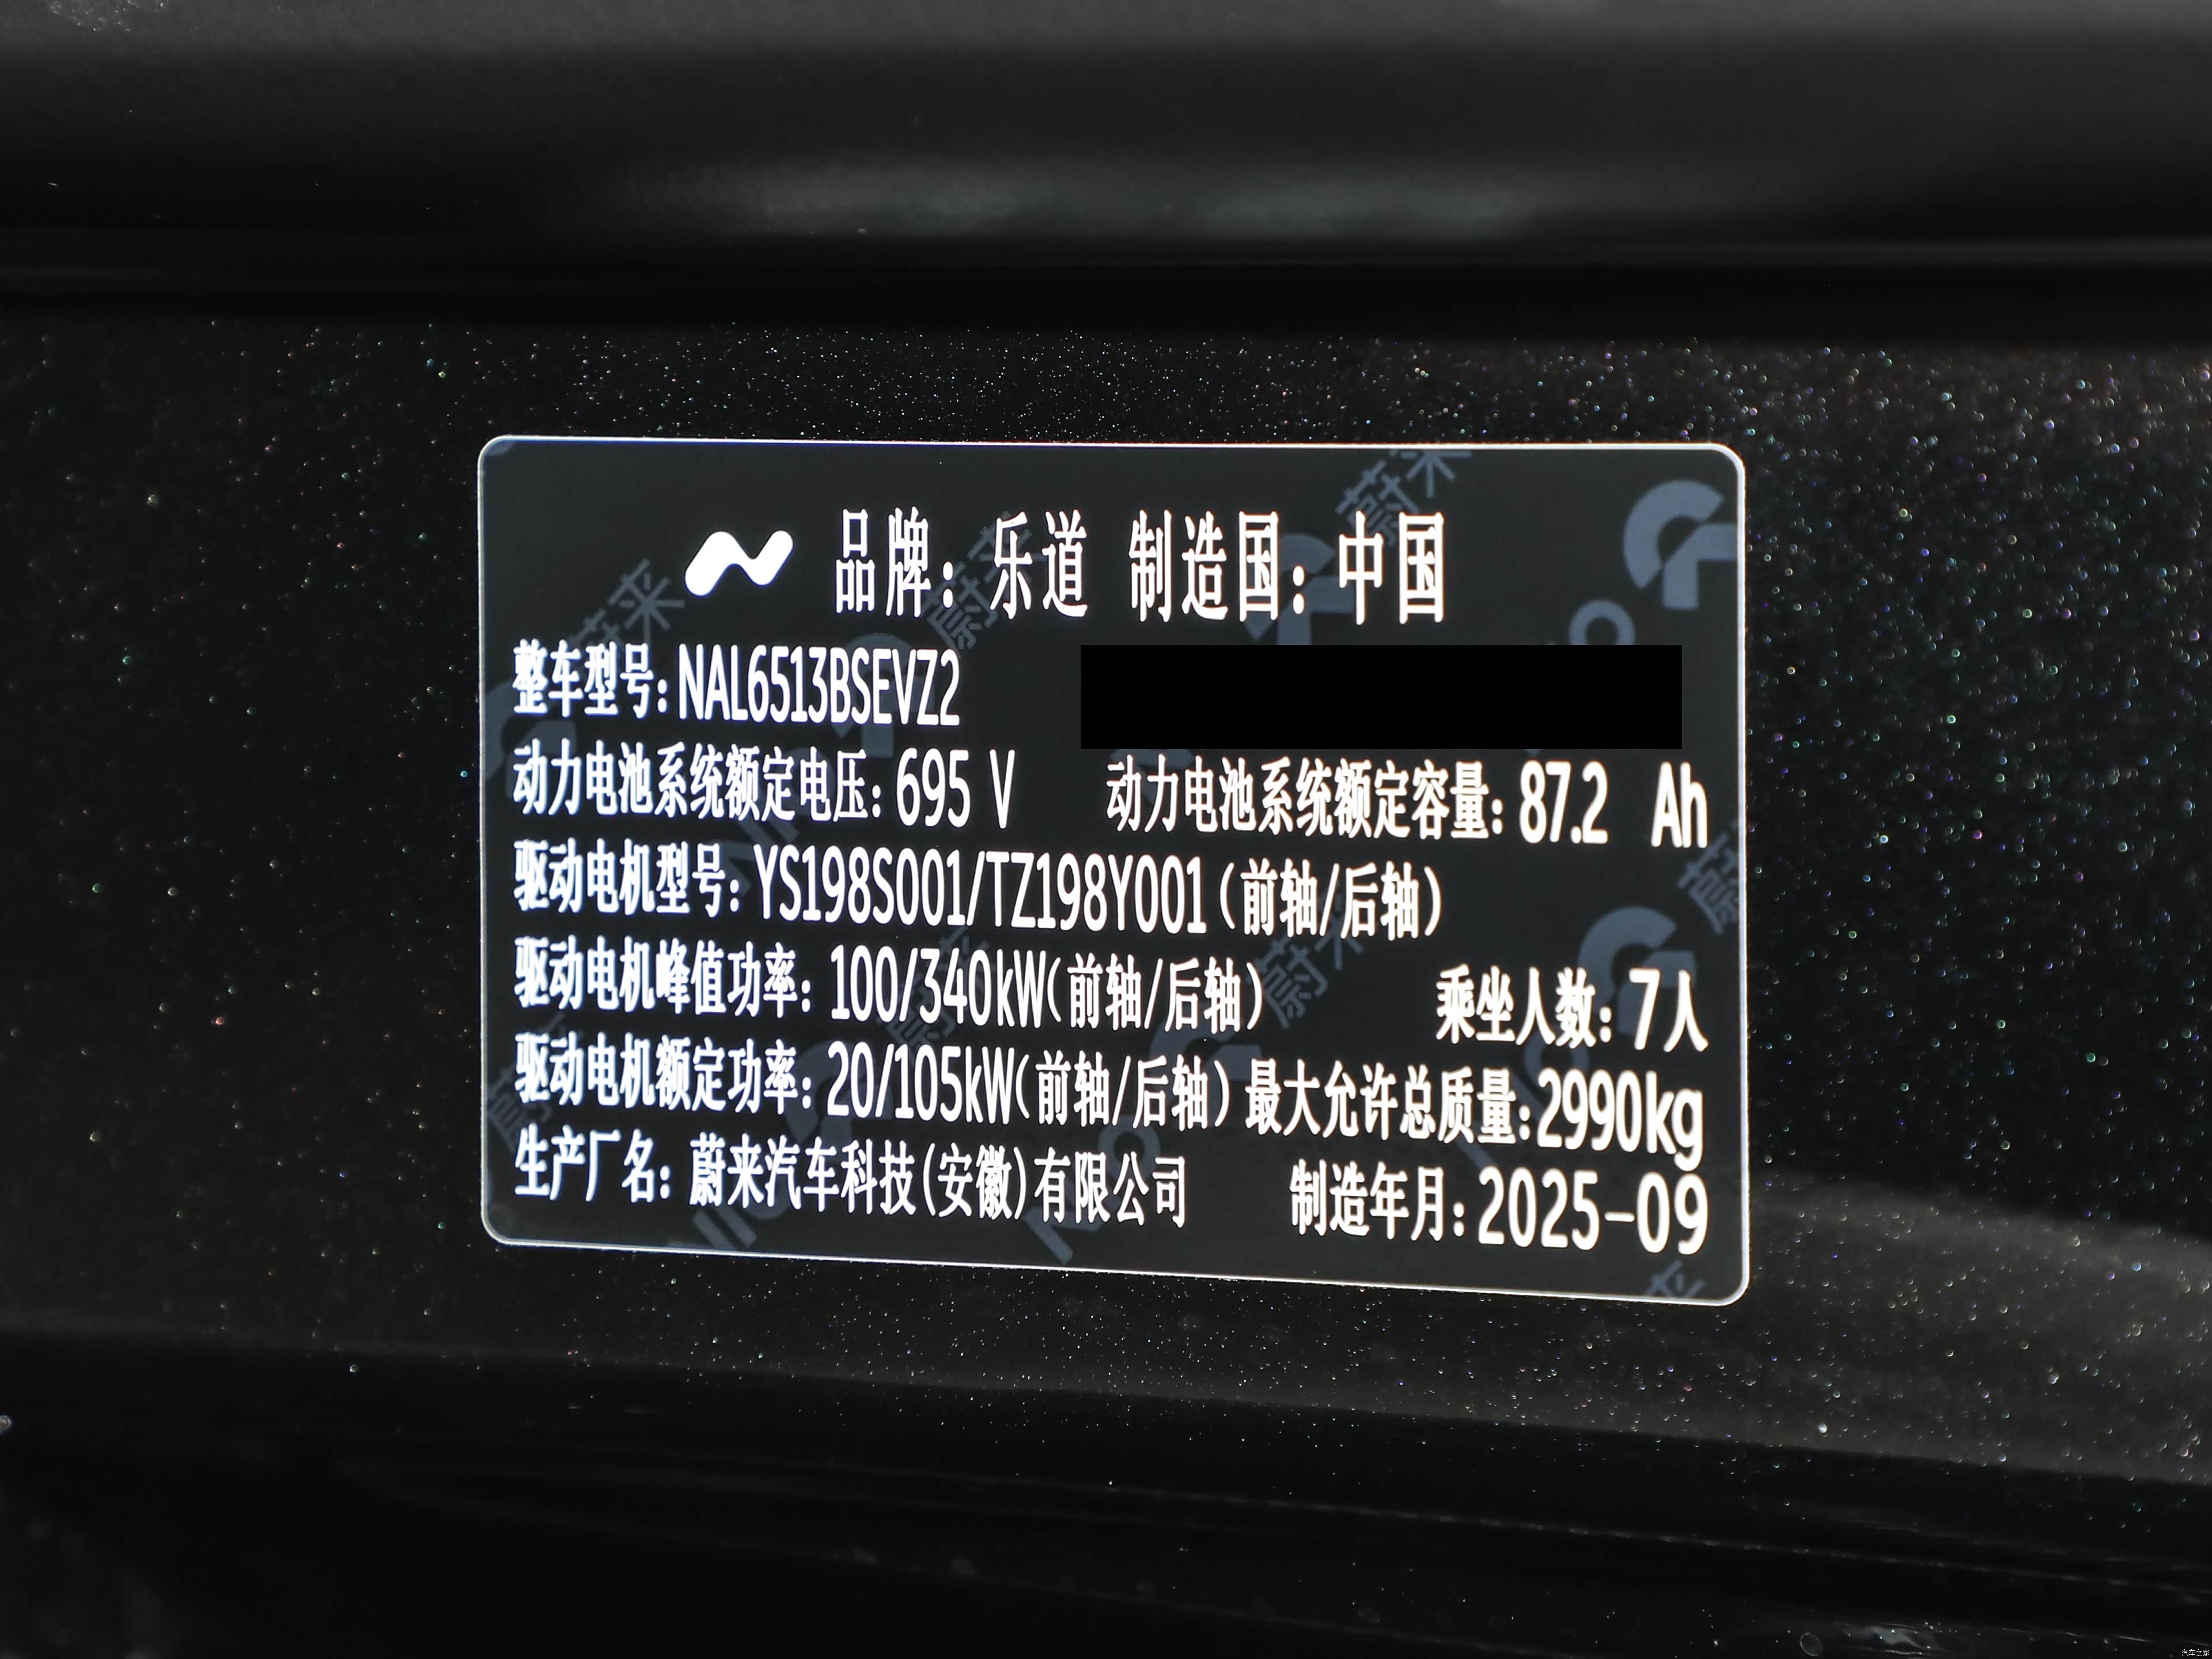 品牌：乐道 制造国：中国
整车型号：NAL6513BSEVZ2
动力电池系统额定电压：695 V 动力电池系统额定容量：87.2 Ah
驱动电机型号：YS198S001/TZ198Y001（前轴/后轴）
驱动电机峰值功率：100/340kW（前轴/后轴） 乘坐人数：7人
驱动电机额定功率：20/105kW（前轴/后轴） 最大允许总质量：2990kg
生产厂名：蔚来汽车科技（安徽）有限公司 制造年月：2025-09
汽车之家